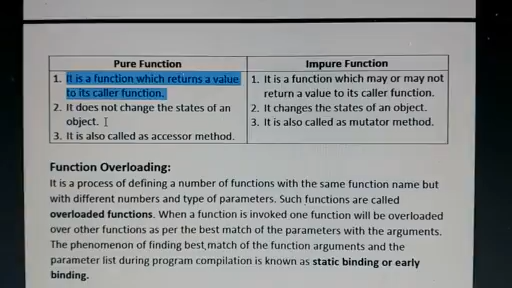 Pure Function
Impure Function
1. It is a function which returns a value
to its caller function.
2. It does not change the states of an
object.
3. It is also called as accessor method.
1. It is a function which may or may not
return a value to its caller function.
2. It changes the states of an object.
3. It is also called as mutator method.
Function Overloading:
It is a process of defining a number of functions with the same function name but
with different numbers and type of parameters. Such functions are called
overloaded functions. When a function is invoked one function will be overloaded
over other functions as per the best match of the parameters with the arguments.
The phenomenon of finding best match of the function arguments and the
parameter list during program compilation is known as static binding or early
binding.